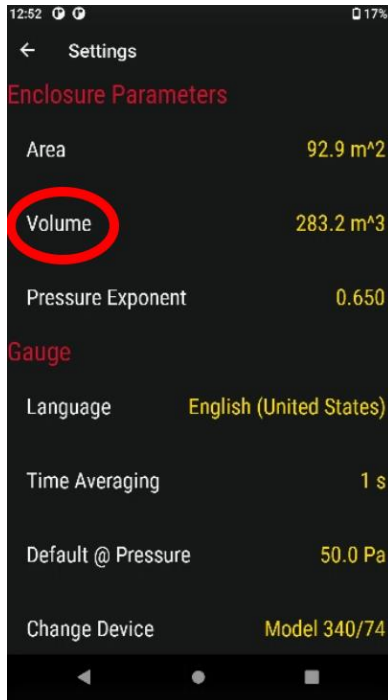 12:52 17%
Settings
Enclosure Parameters
Area 92.9 m^2
Volume 283.2 m^3
Pressure Exponent 0.650
Gauge
Language English (United States)
Time Averaging 1 s
Default @ Pressure 50.0 Pa
Change Device Model 340/74